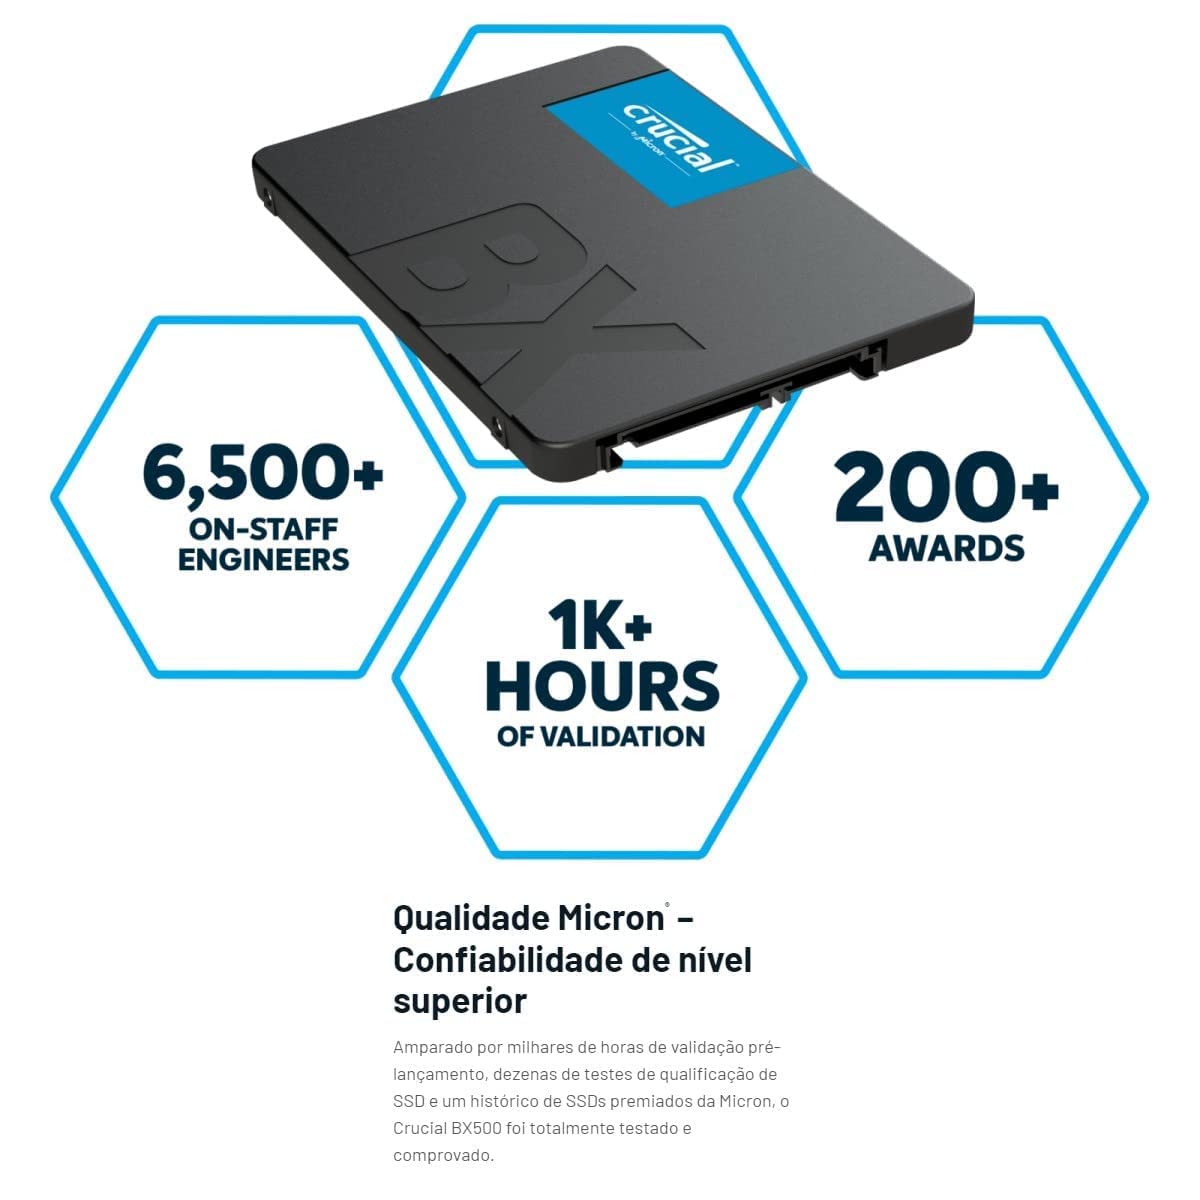 crucial
by Micron
BX
6,500+
ON-STAFF
ENGINEERS
200+
AWARDS
1K+
HOURS
OF VALIDATION
Qualidade Micron® –
Confiabilidade de nível
superior
Amparado por milhares de horas de validação pré-
lançamento, dezenas de testes de qualificação de
SSD e um histórico de SSDs premiados da Micron, o
Crucial BX500 foi totalmente testado e
comprovado.